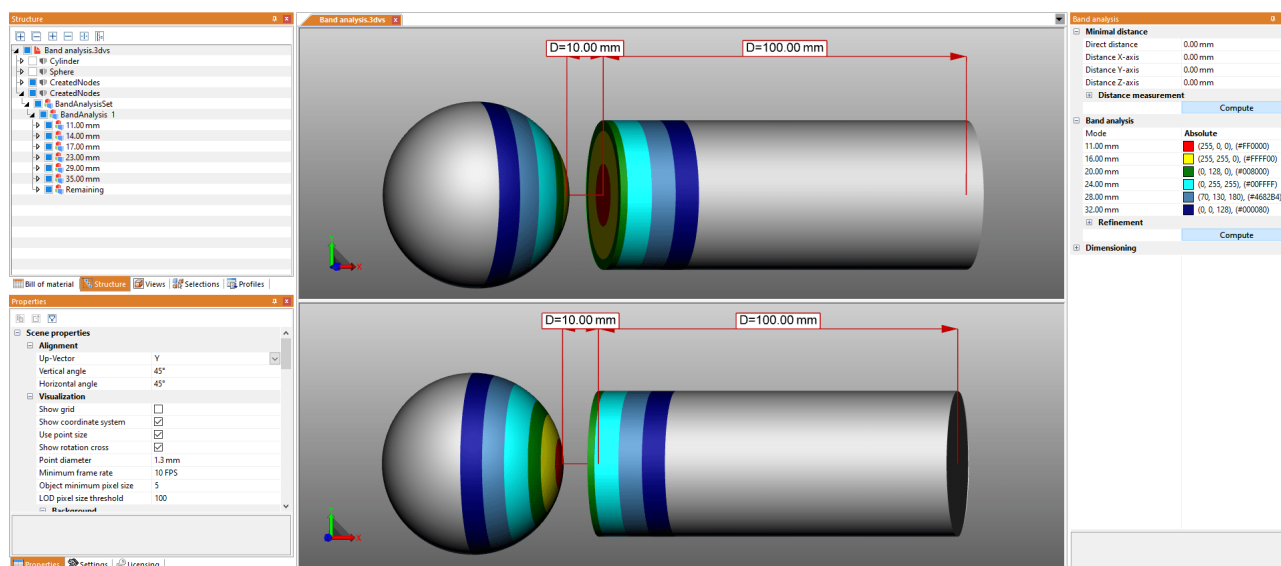 Structure
Band analysis.3dvs
Cylinder
Sphere
CreatedNodes
CreatedNodes
BandAnalysisSet
BandAnalysis 1
11.00 mm
14.00 mm
17.00 mm
23.00 mm
29.00 mm
35.00 mm
Remaining
Bill of material Structure Views Selections Profiles
Properties
Scene properties
Alignment
Up-Vector Y
Vertical angle 45°
Horizontal angle 45°
Visualization
Show grid
Show coordinate system
Use point size
Show rotation cross
Point diameter 1.3 mm
Minimum frame rate 10 FPS
Object minimum pixel size 5
LOD pixel size threshold 100
Background
Properties Settings Licensing
Band analysis.3dvs x
D=10.00 mm D=100.00 mm
Y
X
D=10.00 mm D=100.00 mm
X
Band analysis
Minimal distance
Direct distance 0.00 mm
Distance X-axis 0.00 mm
Distance Y-axis 0.00 mm
Distance Z-axis 0.00 mm
Distance measurement
Compute
Band analysis
Mode Absolute
11.00 mm (255, 0, 0), (#FF0000)
16.00 mm (255, 255, 0), (#FFFF00)
20.00 mm (0, 128, 0), (#008000)
24.00 mm (0, 255, 255), (#00FFFF)
28.00 mm (70, 130, 180), (#4682B4)
32.00 mm (0, 0, 128), (#000080)
Refinement
Compute
Dimensioning